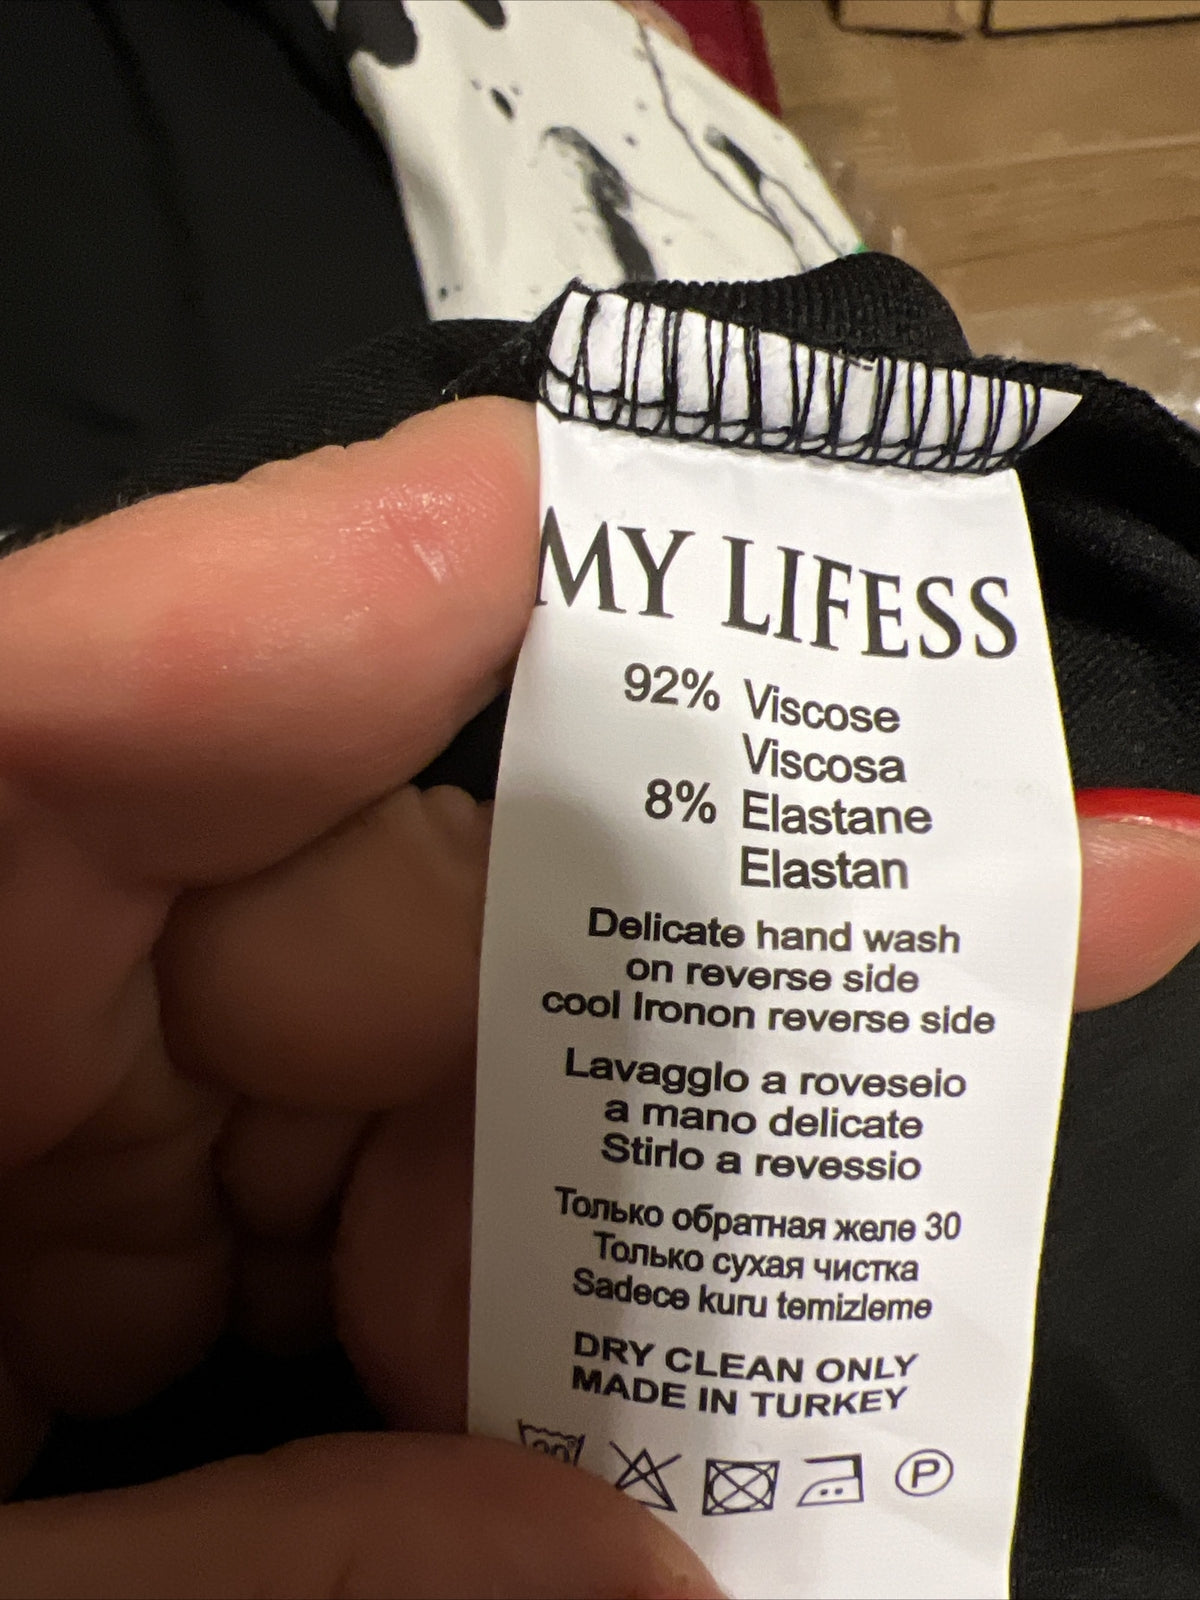 MY LIFESS
92% Viscose
Viscosa
8% Elastane
Elastan
Delicate hand wash
on reverse side
cool Ironon reverse side
Lavagglo a roveseio
a mano delicate
Stirlo a revessio
Только обратная желе 30
Только сухая чистка
Sadece kuru temizleme
DRY CLEAN ONLY
MADE IN TURKEY
30 P